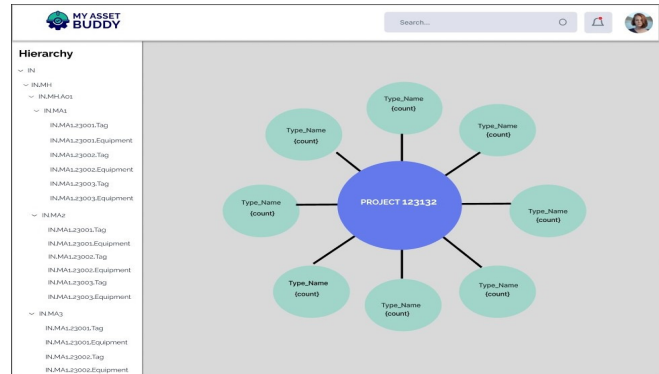 MY ASSET
BUDDY
Search...
Hierarchy
IN
IN.MH
IN.MH.A01
IN.MA1
IN.MA1.23001.Tag
IN.MA1.23001.Equipment
IN.MA1.23002.Tag
IN.MA1.23002.Equipment
IN.MA1.23003.Tag
IN.MA1.23003.Equipment
IN.MA2
IN.MA1.23001.Tag
IN.MA1.23001.Equipment
IN.MA1.23002.Tag
IN.MA1.23002.Equipment
IN.MA1.23003.Tag
IN.MA1.23003.Equipment
IN.MA3
IN.MA1.23001.Tag
IN.MA1.23001.Equipment
IN.MA1.23002.Tag
IN.MA1.23002.Equipment
Type_Name
{count}
Type_Name
{count}
Type_Name
{count}
Type_Name
{count}
PROJECT 123132
Type_Name
{count}
Type_Name
{count}
Type_Name
{count}
Type_Name
{count}